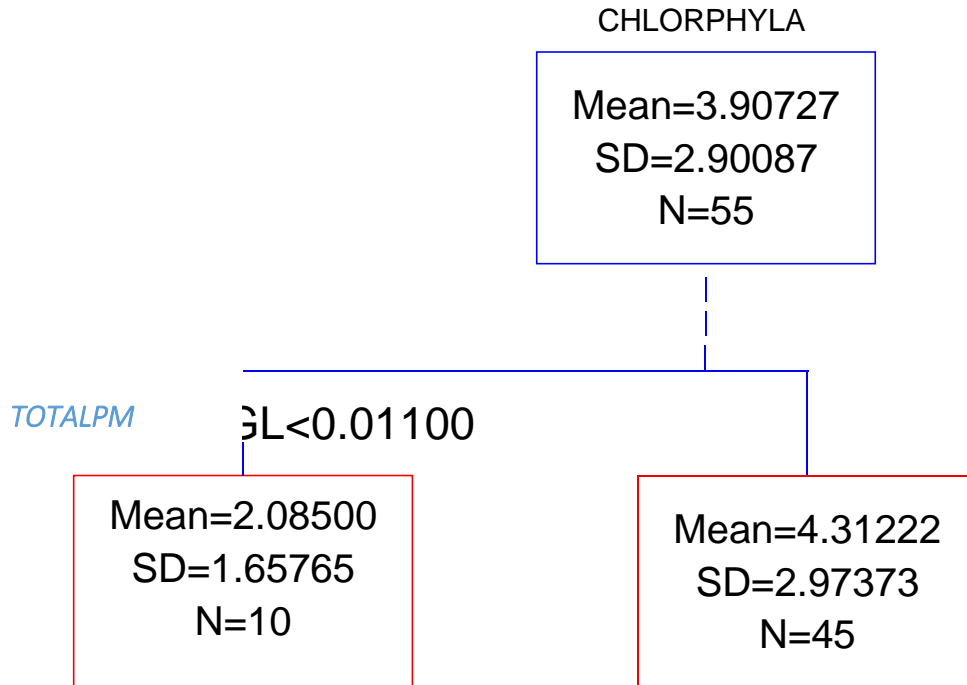 CHLORPHYLA
Mean=3.90727
SD=2.90087
N=55
TOTALPM GL<0.01100
Mean=2.08500
SD=1.65765
N=10
Mean=4.31222
SD=2.97373
N=45